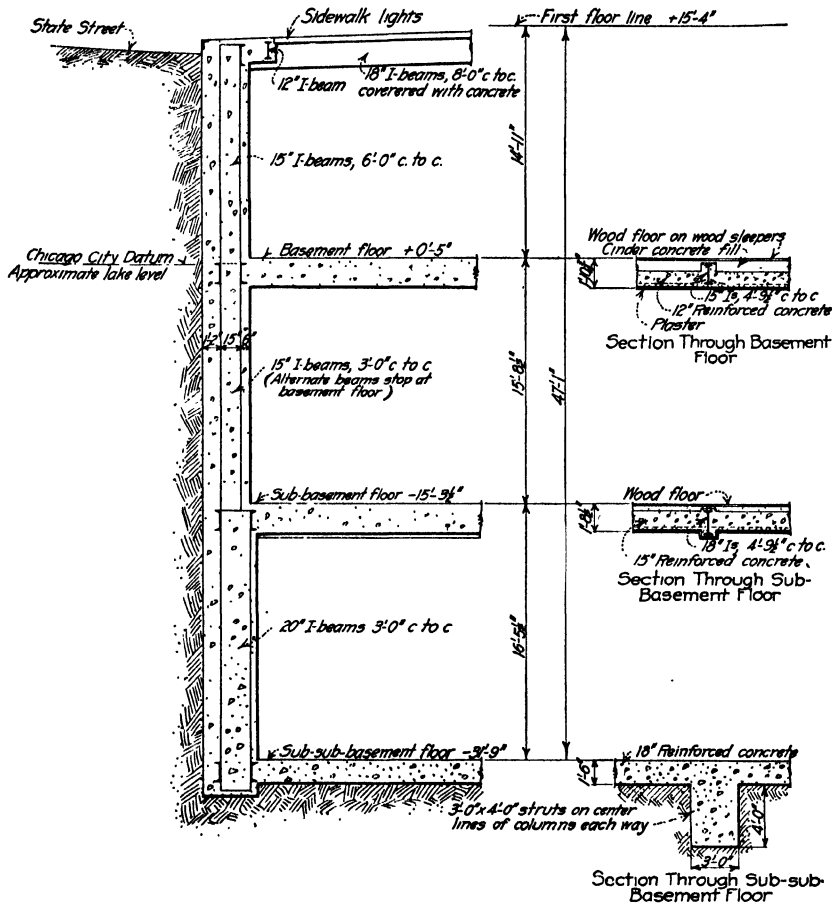 State Street
Sidewalk lights
First floor line +15'-4"
12" I-beam
18" I-beams, 8'-0" c toc.
coverered with concrete
15" I-beams, 6'-0" c. to c.
14'-11"
Chicago City Datum
Approximate lake level
Basement floor +0'-5"
Wood floor on wood sleepers
Cinder concrete fill
15" Is, 4'-9½" c to c
12" Reinforced concrete
Plaster
Section Through Basement
Floor
15"
15" I-beams, 3'-0" c to c
(Alternate beams stop at
basement floor)
15'-8½"
47'-1"
Sub-basement floor -15'-3½"
Wood floor
1'-8½"
18" Is, 4'-9½" c to c.
15" Reinforced concrete
Section Through Sub-
Basement Floor
20" I-beams 3'-0" c to c
16'-5½"
Sub-sub-basement floor -31'-9"
18" Reinforced concrete
1'-6"
3'-0" x 4'-0" struts on center
lines of columns each way
4'-0"
3'-0"
Section Through Sub-sub-
Basement Floor